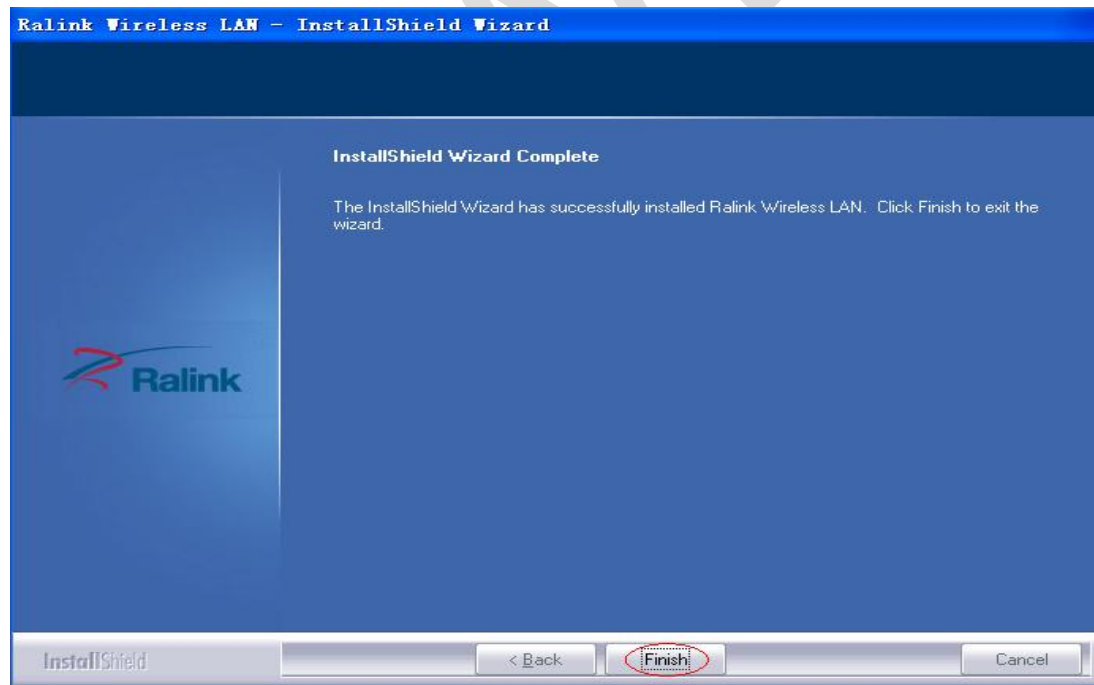 Ralink Wireless LAN - InstallShield Wizard
InstallShield Wizard Complete
The InstallShield Wizard has successfully installed Ralink Wireless LAN. Click Finish to exit the
wizard.
Ralink
InstallShield
< Back
Finish
Cancel